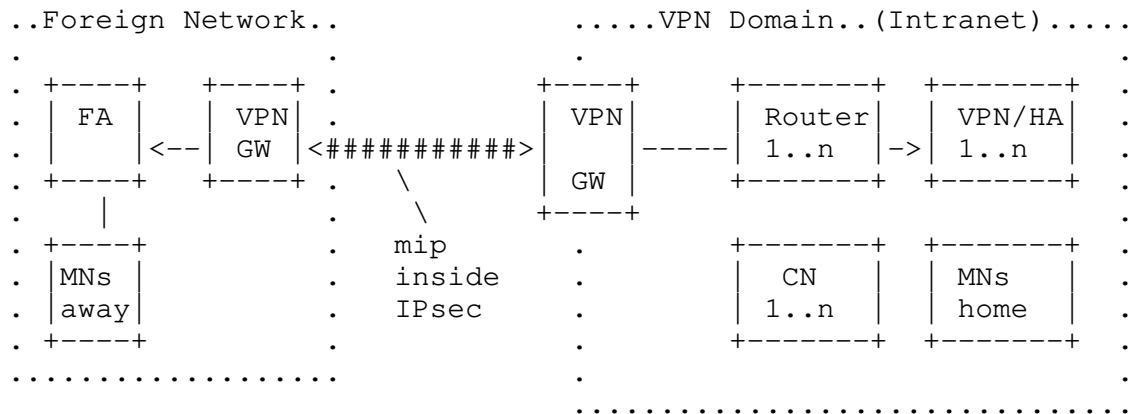 ..Foreign Network..             .....VPN Domain..(Intranet).....
.                 .             .                              .
.  +----+   +----+ .           +----+     +-------+  +-------+  .
.  | FA |   | VPN| .           | VPN|     | Router|  | VPN/HA|  .
.  |    |<--| GW |<###########>|    |-----| 1..n  |->| 1..n  |  .
.  +----+   +----+ .   \       | GW |     +-------+  +-------+  .
.    |             .    \      +----+                           .
.  +----+          .   mip       .        +-------+  +-------+  .
.  |MNs |          .   inside    .        |  CN   |  | MNs   |  .
.  |away|          .   IPsec     .        | 1..n  |  | home  |  .
.  +----+          .             .        +-------+  +-------+  .
...................              .                              .
                                 ................................